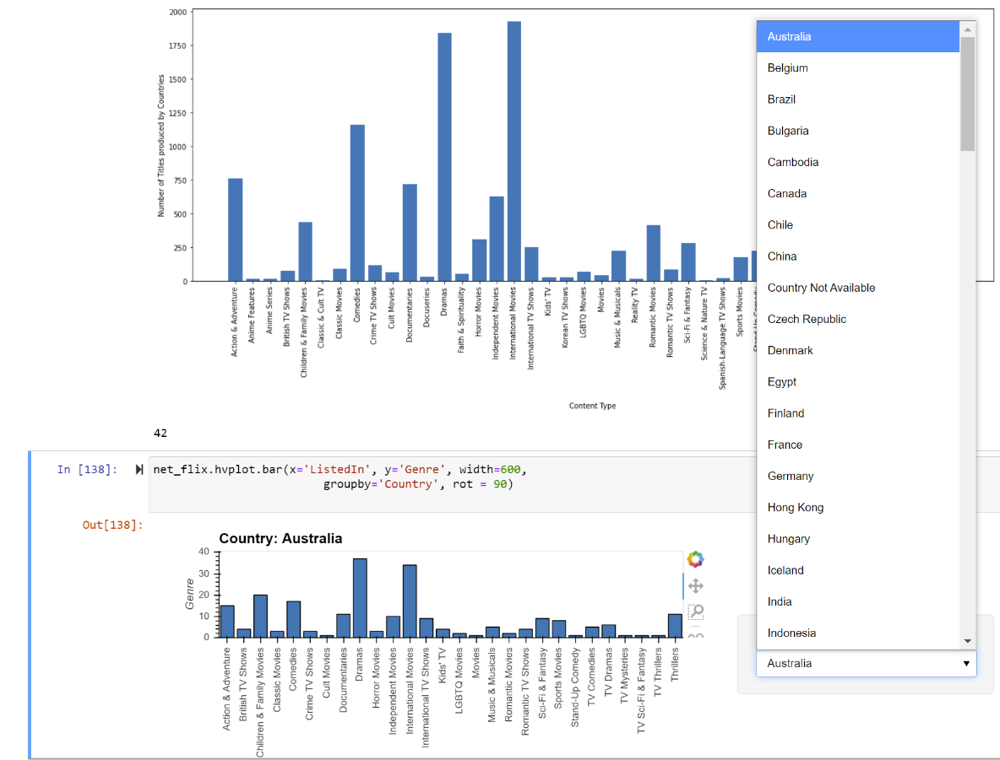 2000
1750
1500
1250
1000
750
500
250
0
Number of Titles produced by Countries
Action & Adventure
Anime Features
Anime Series
British TV Shows
Children & Family Movies
Classic & Cult TV
Classic Movies
Comedies
Crime TV Shows
Cult Movies
Documentaries
Docuseries
Dramas
Faith & Spirituality
Horror Movies
Independent Movies
International Movies
International TV Shows
Kids' TV
Korean TV Shows
LGBTQ Movies
Movies
Music & Musicals
Reality TV
Romantic Movies
Romantic TV Shows
Sci-Fi & Fantasy
Science & Nature TV
Spanish-Language TV Shows
Sports Movies
Content Type
Australia
Belgium
Brazil
Bulgaria
Cambodia
Canada
Chile
China
Country Not Available
Czech Republic
Denmark
Egypt
Finland
France
Germany
Hong Kong
Hungary
Iceland
India
Indonesia
Australia
42
In [138]:
net_flix.hvplot.bar(x='ListedIn', y='Genre', width=600,
groupby='Country', rot = 90)
Out[138]:
Country: Australia
40
30
20
10
0
Genre
Action & Adventure
British TV Shows
Children & Family Movies
Classic Movies
Comedies
Crime TV Shows
Cult Movies
Documentaries
Dramas
Horror Movies
Independent Movies
International Movies
International TV Shows
Kids' TV
LGBTQ Movies
Movies
Music & Musicals
Romantic Movies
Romantic TV Shows
Sci-Fi & Fantasy
Sports Movies
Stand-Up Comedy
TV Comedies
TV Dramas
TV Mysteries
TV Sci-Fi & Fantasy
TV Thrillers
Thrillers